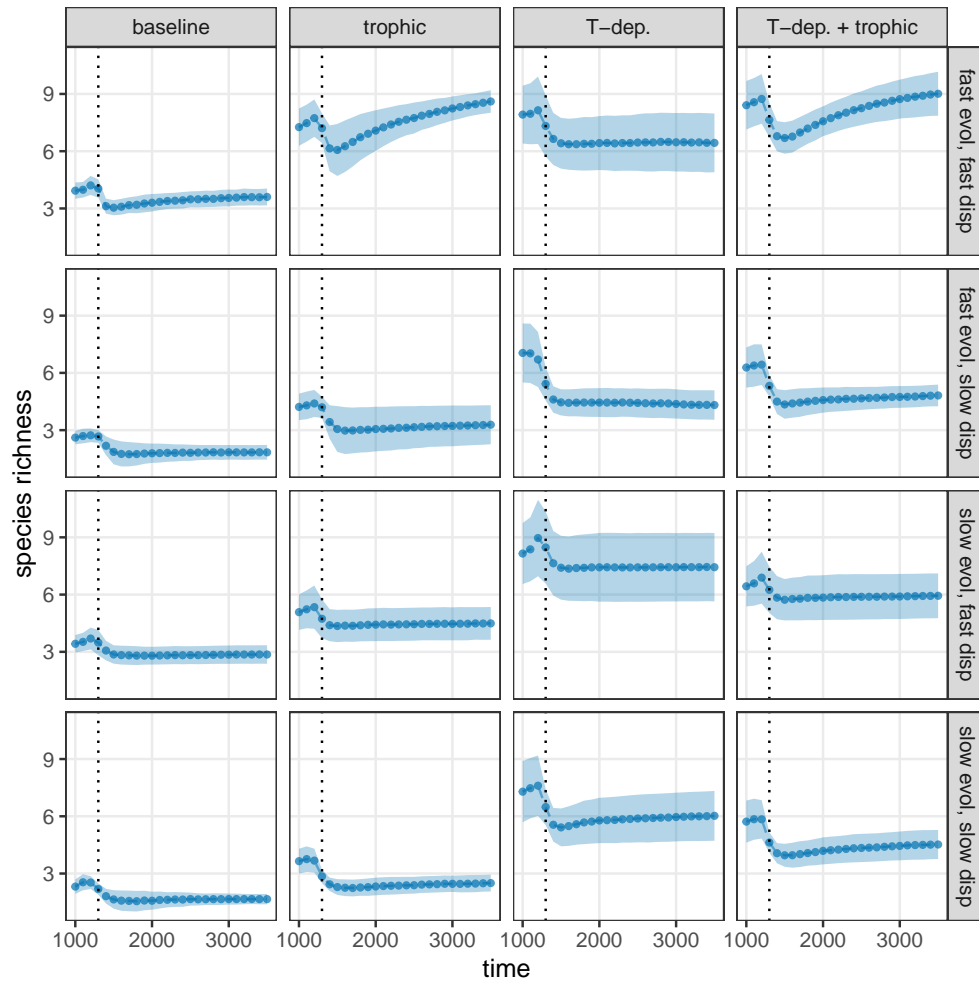 baseline
trophic
T−dep.
T−dep. + trophic
9
6
3
fast evol, fast disp
9
6
3
fast evol, slow disp
species richness
9
6
3
slow evol, fast disp
9
6
3
slow evol, slow disp
1000 2000 3000 1000 2000 3000 1000 2000 3000 1000 2000 3000
time